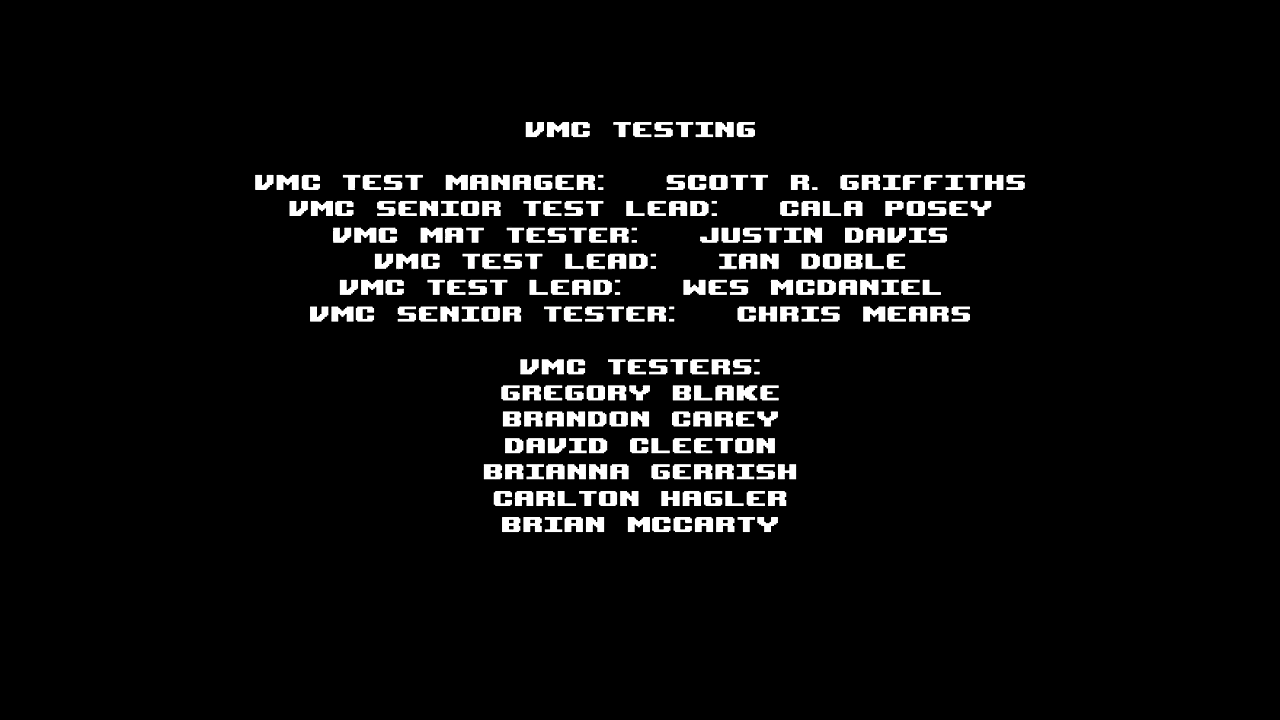 VMC TESTING
VMC TEST MANAGER: SCOTT R. GRIFFITHS
VMC SENIOR TEST LEAD: CALA POSEY
VMC MAT TESTER: JUSTIN DAVIS
VMC TEST LEAD: IAN DOBLE
VMC TEST LEAD: WES MCDANIEL
VMC SENIOR TESTER: CHRIS MEARS
VMC TESTERS:
GREGORY BLAKE
BRANDON CAREY
DAVID CLEETON
BRIANNA GERRISH
CARLTON HAGLER
BRIAN MCCARTY